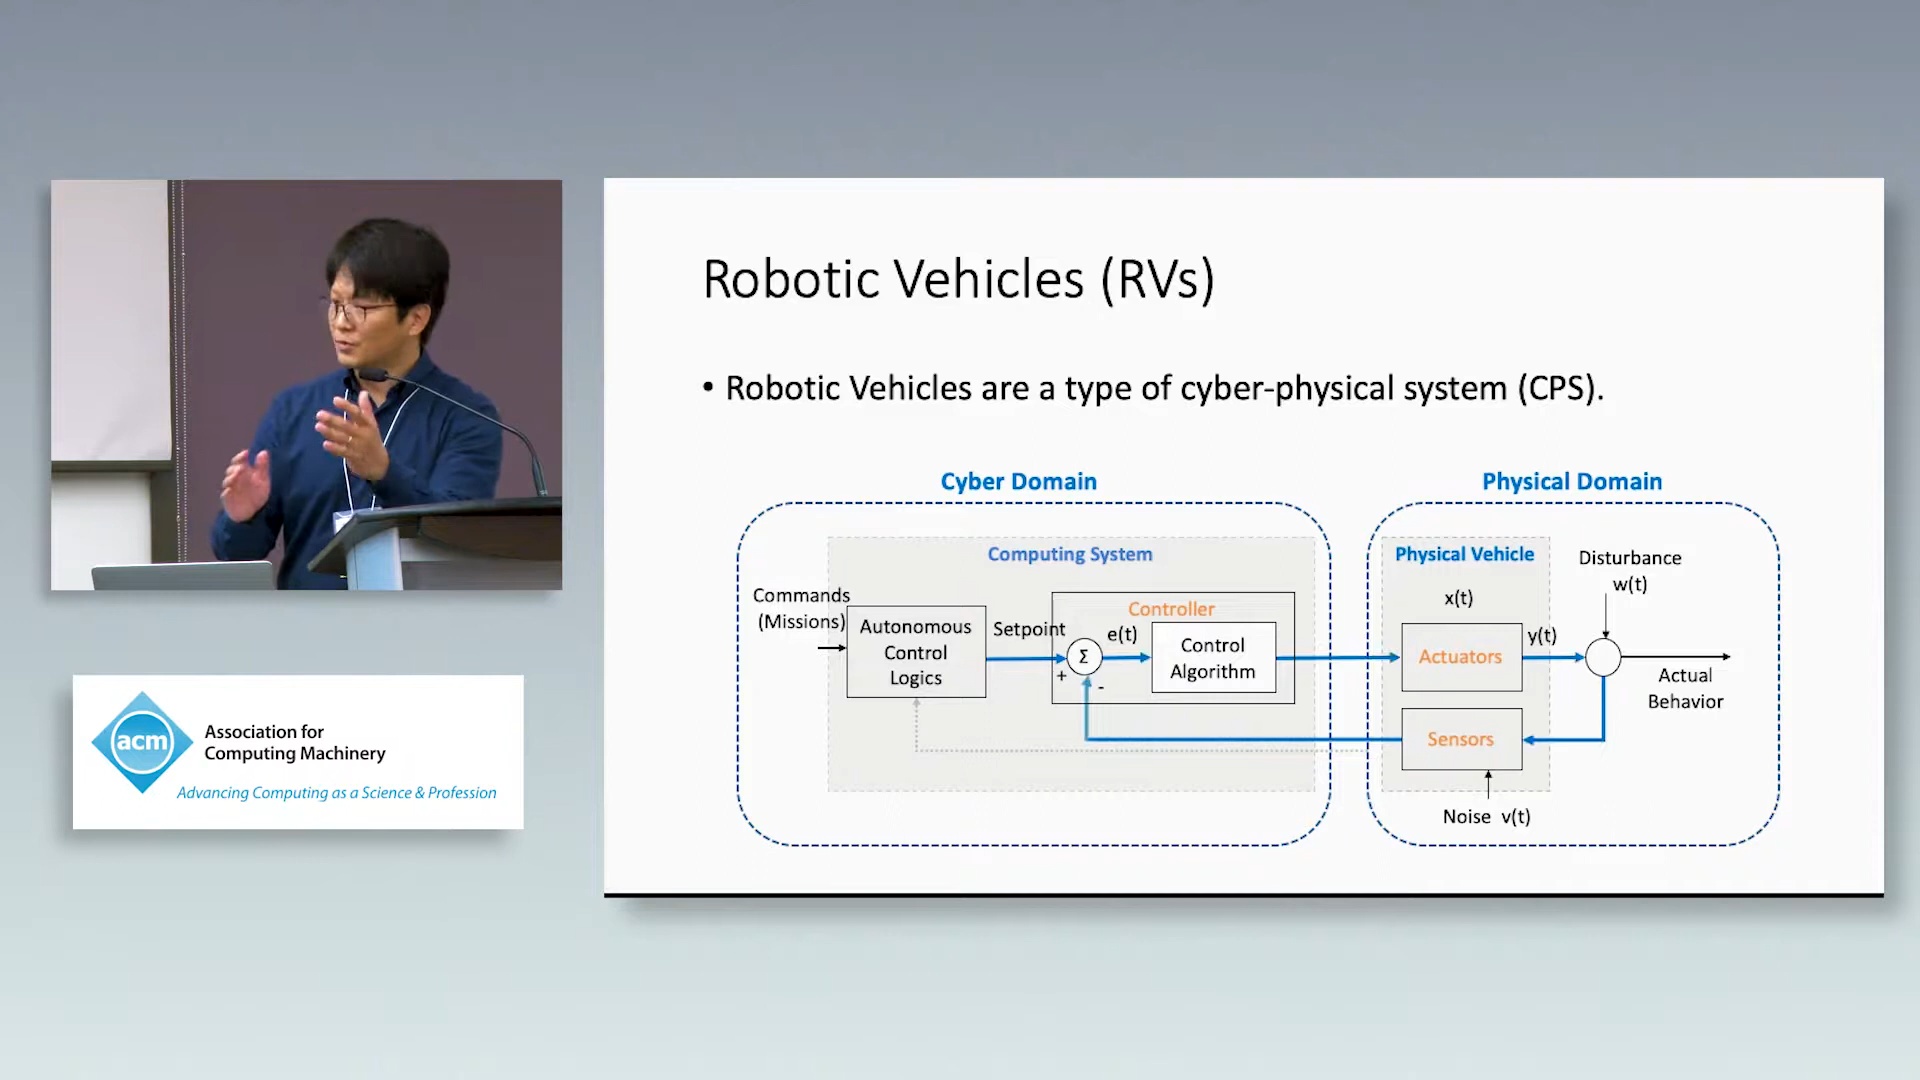 Robotic Vehicles (RVs)
• Robotic Vehicles are a type of cyber-physical system (CPS).
Cyber Domain
Computing System
Commands
(Missions)
Autonomous
Control
Logics
Setpoint
Controller
Σ
+
-
e(t)
Control
Algorithm
Physical Domain
Physical Vehicle
x(t)
Actuators
y(t)
Disturbance
w(t)
Actual
Behavior
Sensors
Noise v(t)
acm
Association for
Computing Machinery
Advancing Computing as a Science & Profession